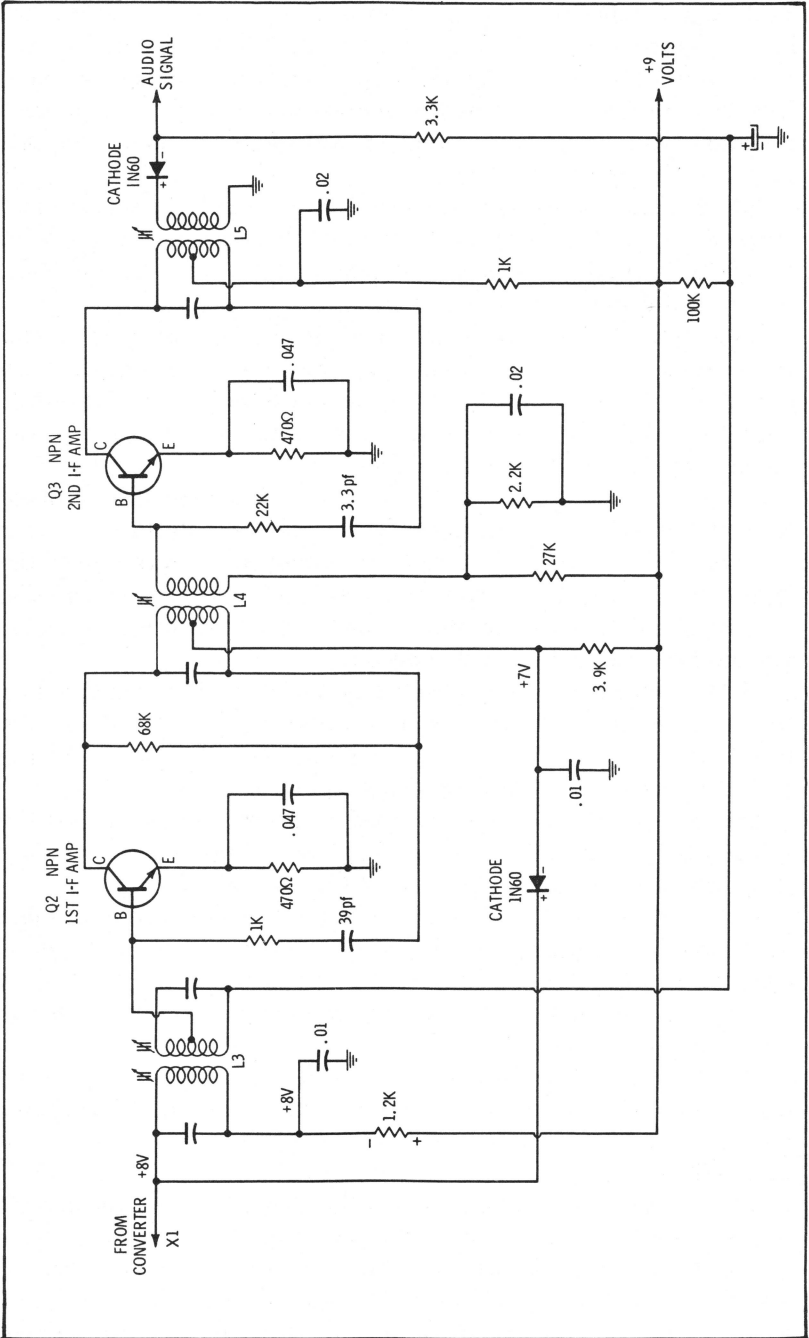 FROM
CONVERTER
X1
+8V
L3
+8V
.01
1.2K
-
+
Q2 NPN
1ST I-F AMP
B
C
E
1K
39pf
470Ω
.047
68K
L4
CATHODE
1N60
+
-
.01
+7V
3.9K
27K
2.2K
.02
Q3 NPN
2ND I-F AMP
B
C
E
22K
3.3pf
470Ω
.047
L5
.02
1K
100K
CATHODE
1N60
+
-
AUDIO
SIGNAL
3.3K
+9
VOLTS
+
-